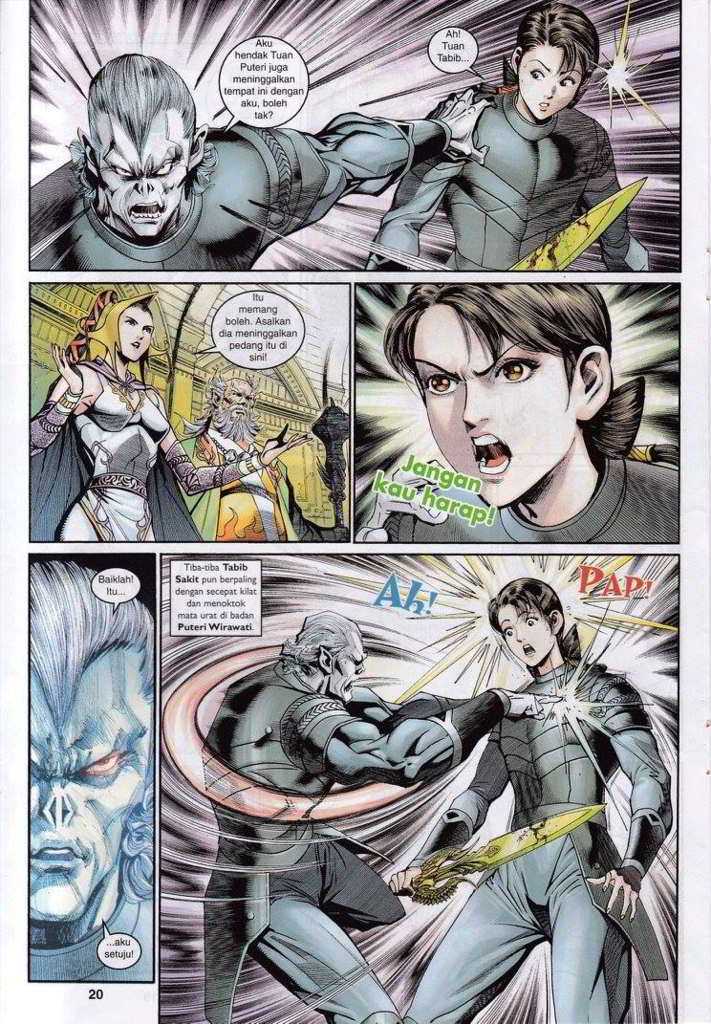 Aku
hendak Tuan
Puteri juga
meninggalkan
tempat ini dengan
aku, boleh
tak?
Ah!
Tuan
Tabib...
Itu
memang
boleh. Asalkan
dia meninggalkan
pedang itu di
sini!
Jangan
kau harap!
Baiklah!
Itu...
...aku
setuju!
Tiba-tiba Tabib
Sakit pun berpaling
dengan secepat kilat
dan menoktok
mata urat di badan
Puteri Wirawati.
Ah!
PAP!
20